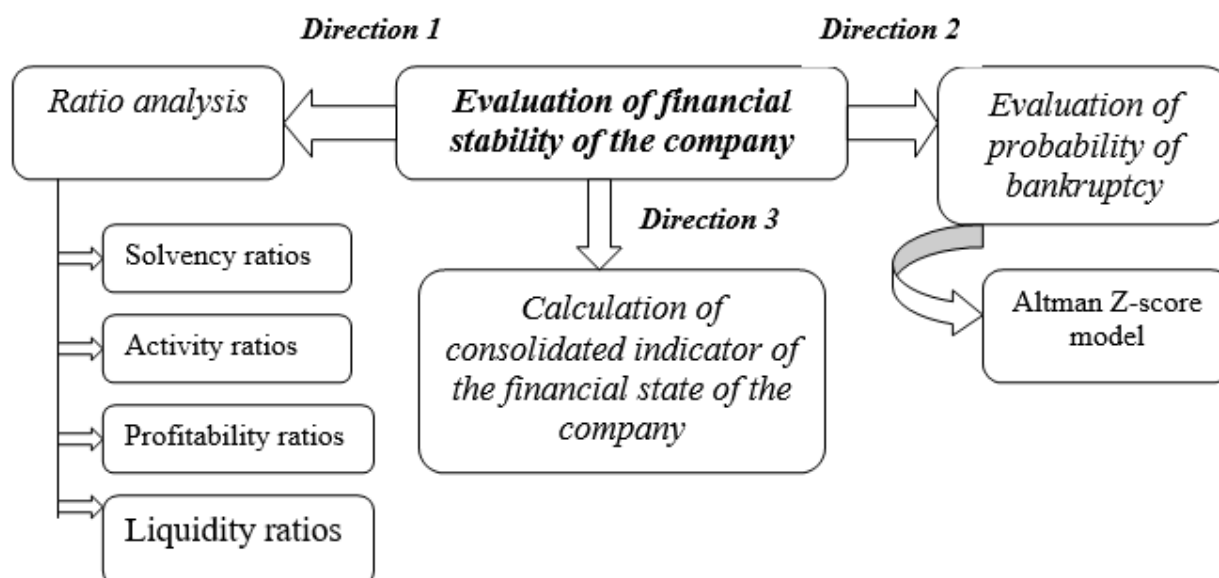 Direction 1
Direction 2
Ratio analysis
Evaluation of financial
stability of the company
Evaluation of
probability of
bankruptcy
Direction 3
Solvency ratios
Activity ratios
Profitability ratios
Liquidity ratios
Calculation of
consolidated indicator of
the financial state of the
company
Altman Z-score
model